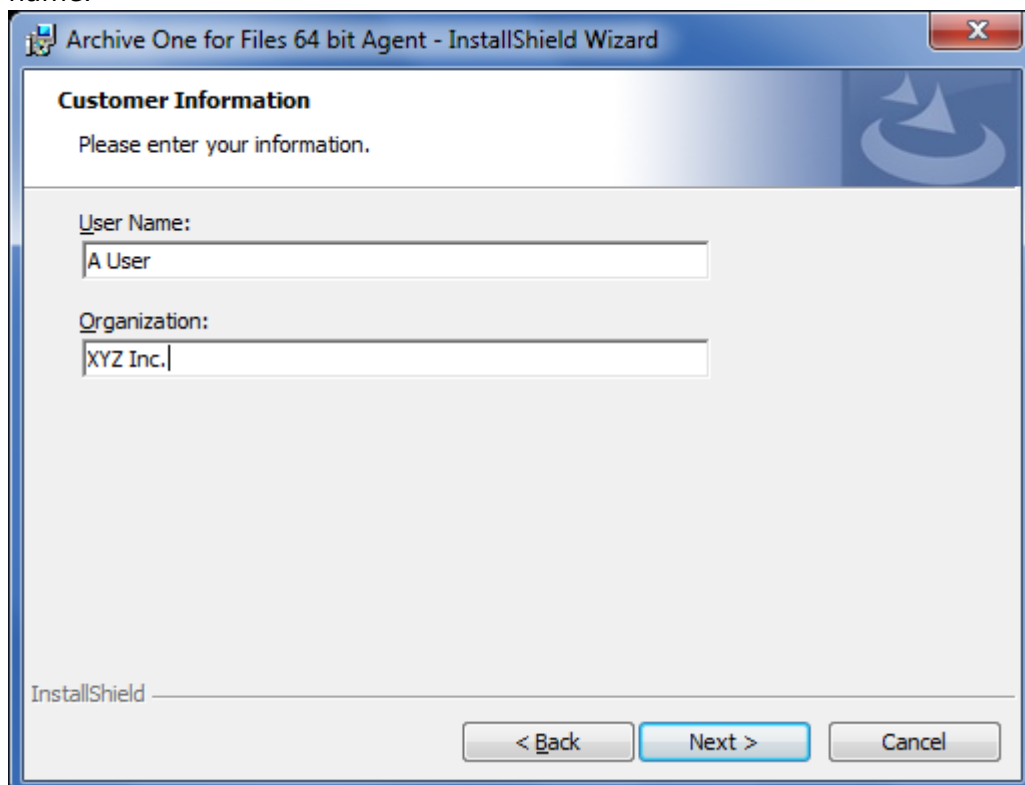 name.
Archive One for Files 64 bit Agent - InstallShield Wizard
Customer Information
Please enter your information.
User Name:
A User
Organization:
XYZ Inc.
InstallShield
< Back Next > Cancel